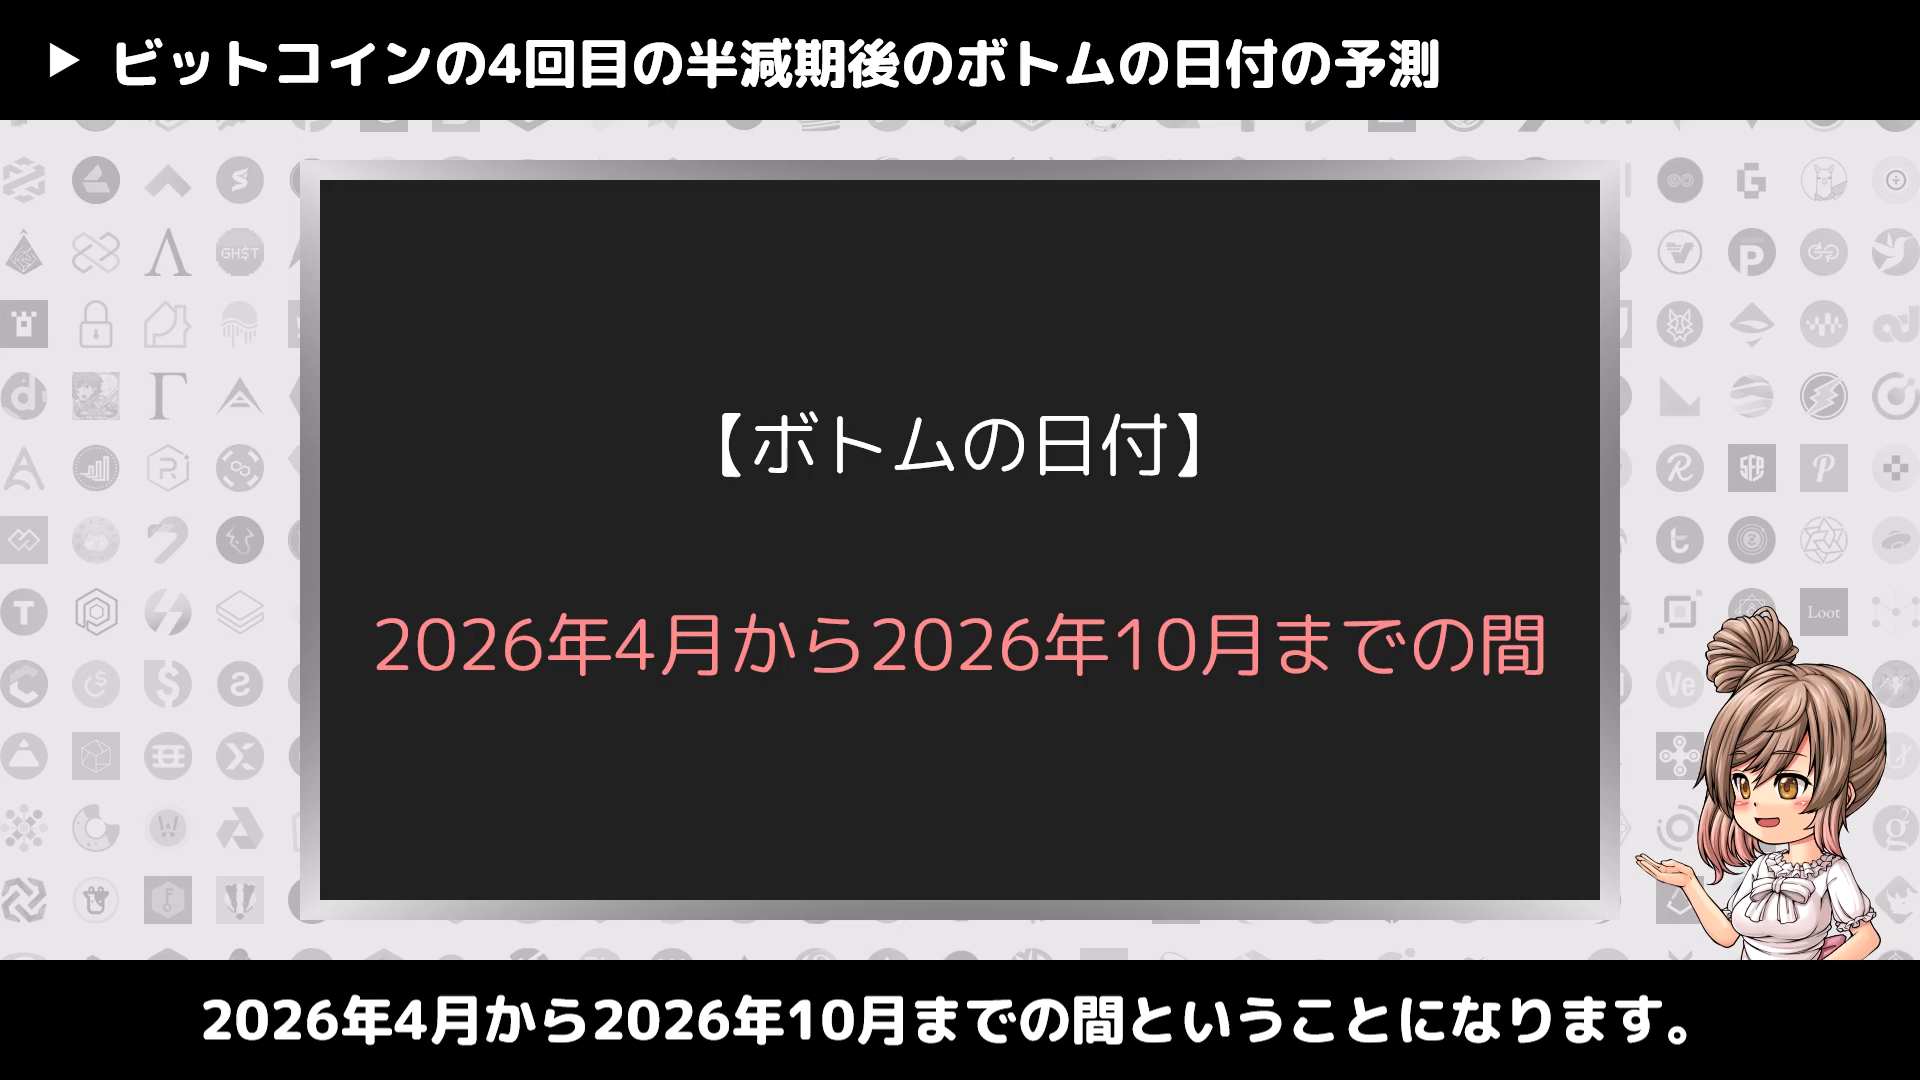 ▶ ビットコインの4回目の半減期後のボトムの日付の予測
【ボトムの日付】
2026年4月から2026年10月までの間
GH$T
SFP
Loot
Ve
2026年4月から2026年10月までの間ということになります。